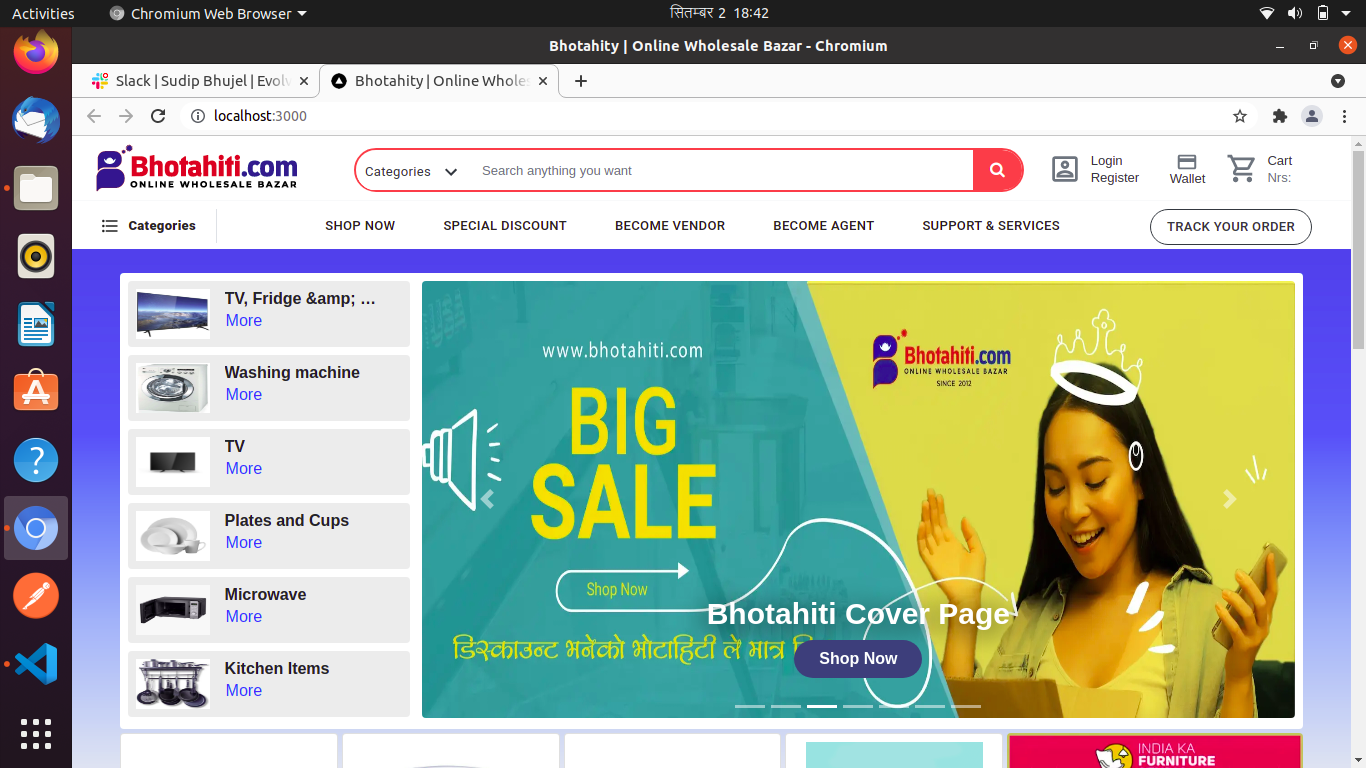 Activities
Chromium Web Browser
सितम्बर 2 18:42
Bhotahity | Online Wholesale Bazar - Chromium
Slack | Sudip Bhujel | Evolv
Bhotahity | Online Wholes
localhost:3000
Bhotahiti.com
ONLINE WHOLESALE BAZAR
Categories
Search anything you want
Login
Register
Wallet
Cart
Nrs:
Categories
SHOP NOW
SPECIAL DISCOUNT
BECOME VENDOR
BECOME AGENT
SUPPORT & SERVICES
TRACK YOUR ORDER
TV, Fridge &amp; …
More
Washing machine
More
TV
More
Plates and Cups
More
Microwave
More
Kitchen Items
More
www.bhotahiti.com
BIG
SALE
Shop Now
डिस्काउन्ट भनेको भोटाहिटी ले मात्र
Bhotahiti.com
ONLINE WHOLESALE BAZAR
SINCE 2012
Bhotahiti Cover Page
Shop Now
INDIA KA
FURNITURE